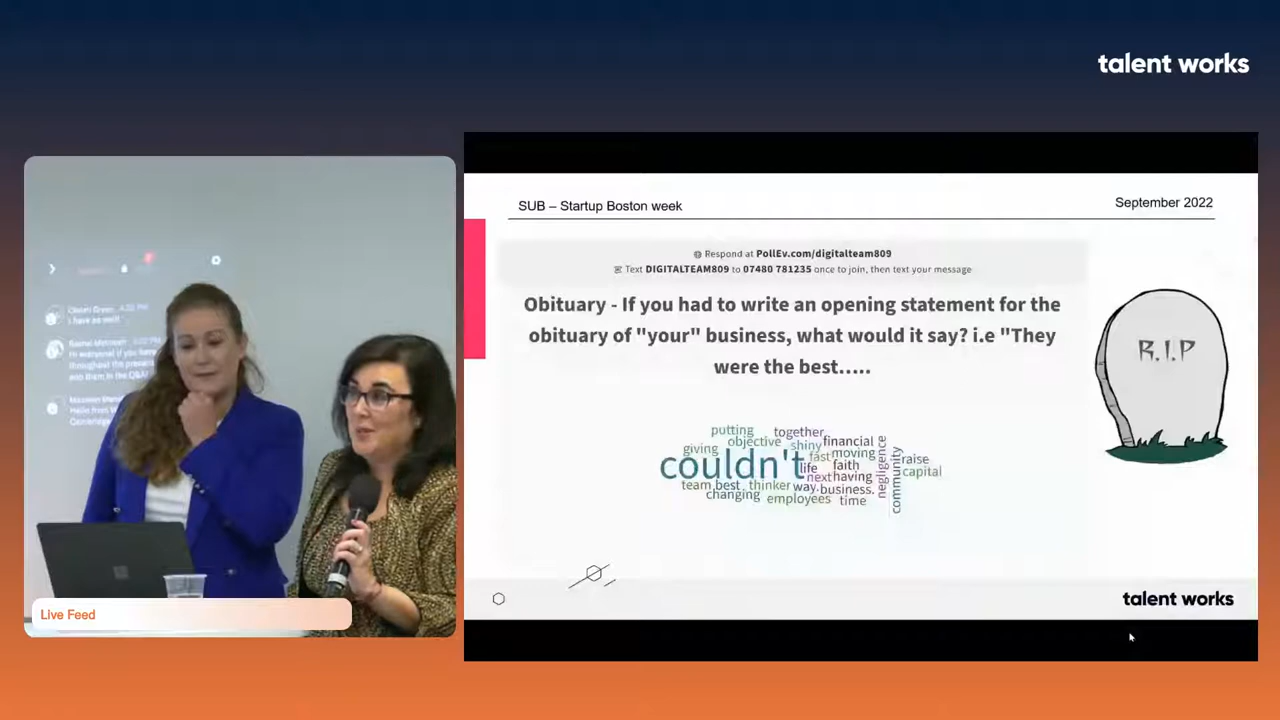 talent works
SUB – Startup Boston week
September 2022
Respond at PollEv.com/digitalteam809
Text DIGITALTEAM809 to 07480 781235 once to join, then text your message
Obituary - If you had to write an opening statement for the
obituary of "your" business, what would it say? i.e "They
were the best.....
R.I.P
putting
together
objective
shiny
financial
giving
fast
moving
couldn't
life
faith
raise
next
having
capital
team
best
thinker
way.
business.
changing
employees
time
negligence
community
I have as well!
Live Feed
talent works